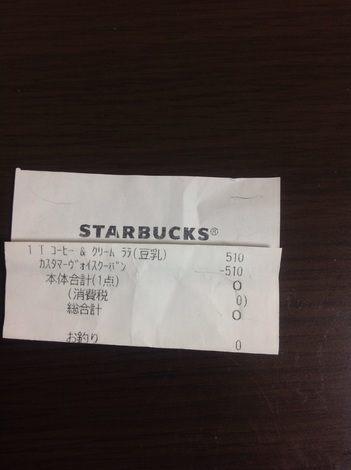 STARBUCKS®
1 T コーヒー & クリーム ラテ(豆乳) 510
カスタマーヴォイスクーパン -510
本体合計(1点) 0
(消費税 0)
総合計 0
お釣り 0